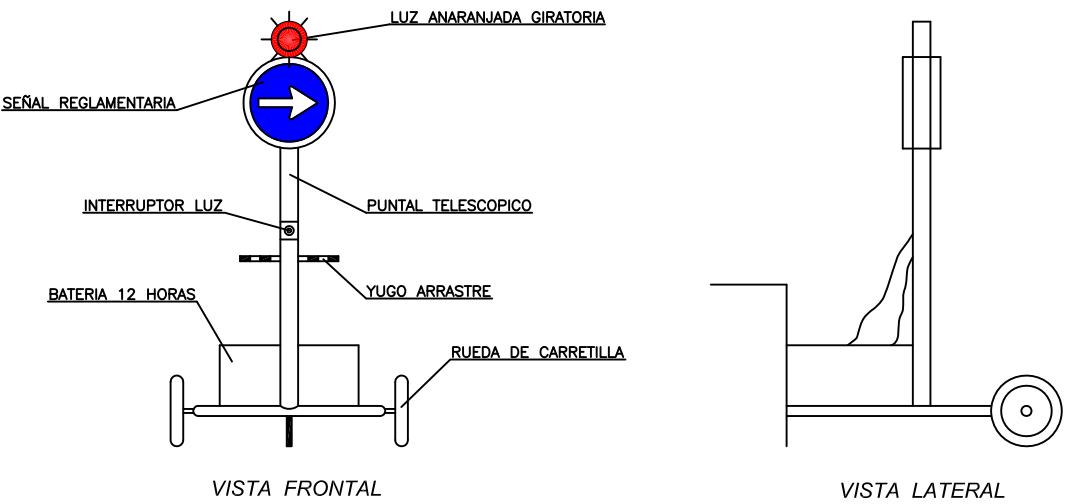 LUZ ANARANJADA GIRATORIA
SEÑAL REGLAMENTARIA
INTERRUPTOR LUZ
PUNTAL TELESCOPICO
BATERIA 12 HORAS
YUGO ARRASTRE
RUEDA DE CARRETILLA
VISTA FRONTAL
VISTA LATERAL